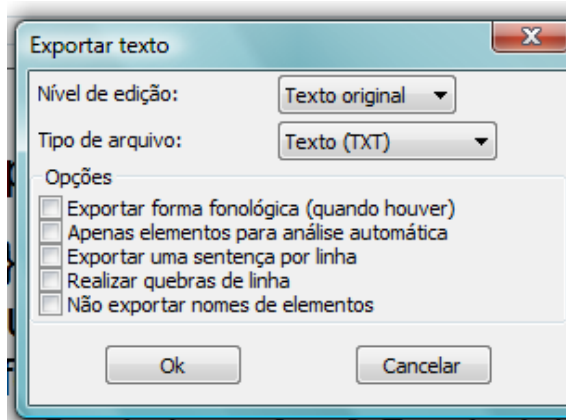 Exportar texto
Nível de edição: Texto original
Tipo de arquivo: Texto (TXT)
Opções
Exportar forma fonológica (quando houver)
Apenas elementos para análise automática
Exportar uma sentença por linha
Realizar quebras de linha
Não exportar nomes de elementos
Ok Cancelar